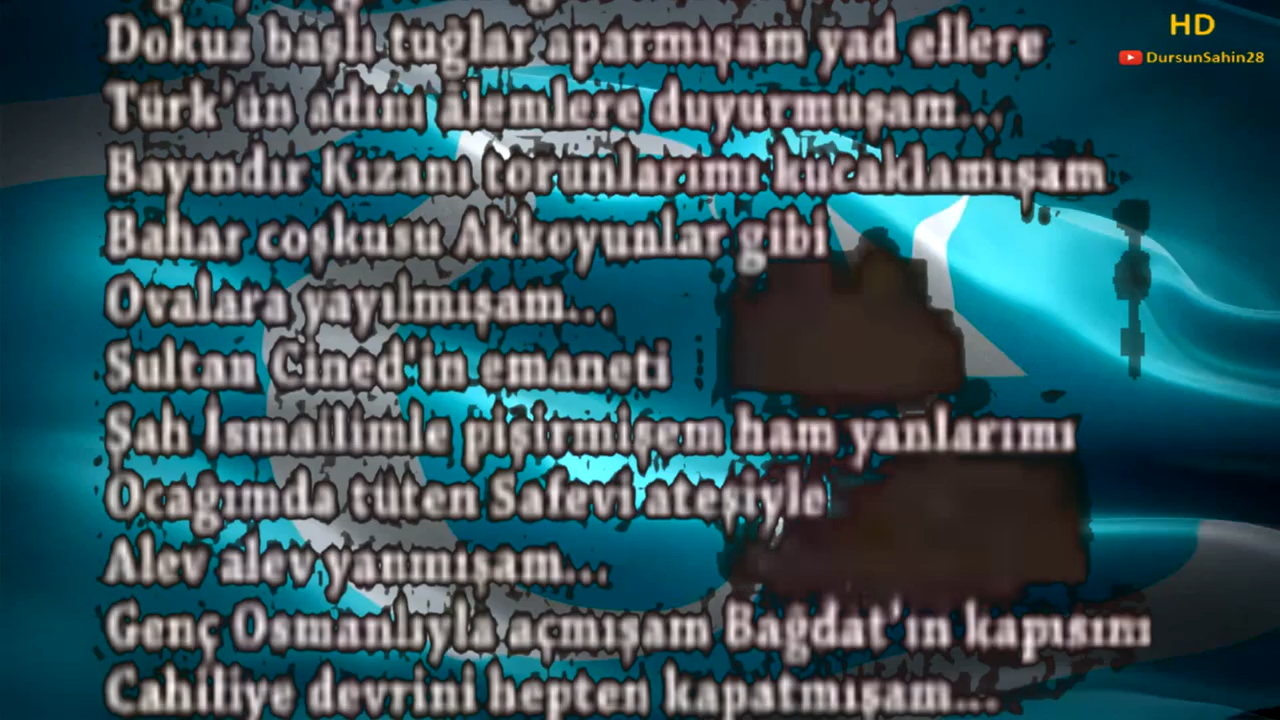 HD
DursunSahin28
Dokuz başlı tuğlar aparmışam yad ellere
Türk'ün adını âlemlere duyurmuşam...
Bayındır Kızanı torunlarımı kucaklamışam
Bahar coşkusu Akkoyunlar gibi
Ovalara yayılmışam...
Sultan Cined'in emaneti
Şah İsmailimle pişirmişem ham yanlarımı
Ocağımda tüten Safevi ateşiyle
Alev alev yanmışam...
Genç Osmanlıyla açmışam Bağdat'ın kapısını
Cahiliye devrini hepten kapatmışam...